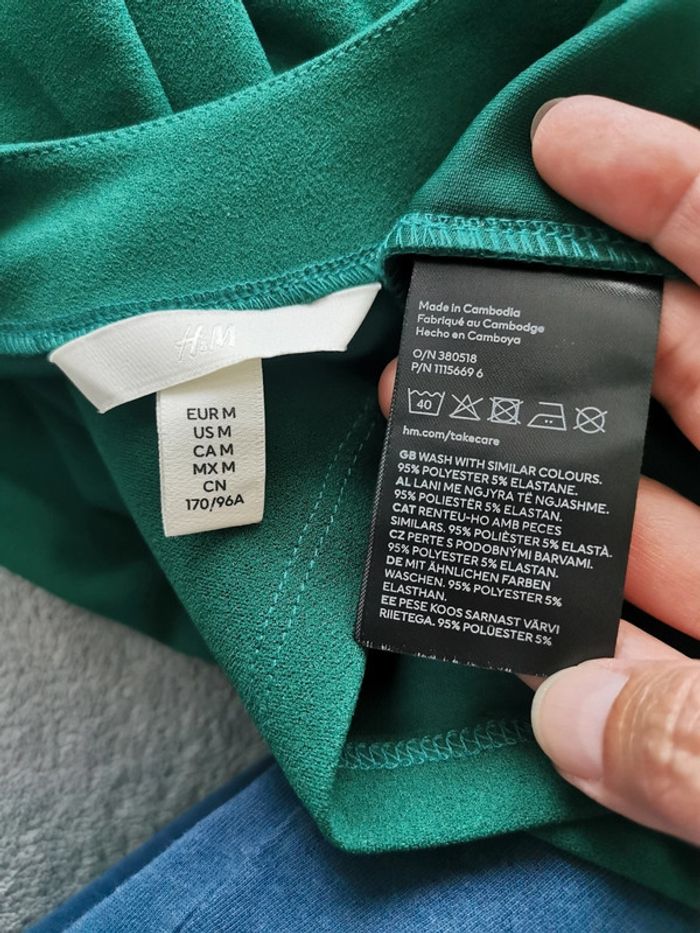 H&M
EUR M
US M
CA M
MX M
CN
170/96A
Made in Cambodia
Fabriqué au Cambodge
Hecho en Camboya
O/N 380518
P/N 1115669 6
40
hm.com/takecare
GB WASH WITH SIMILAR COLOURS.
95% POLYESTER 5% ELASTANE.
AL LANI ME NGJYRA TË NGJASHME.
95% POLIESTËR 5% ELASTAN.
CAT RENTEU-HO AMB PECES
SIMILARS. 95% POLIÈSTER 5% ELASTÀ.
CZ PERTE S PODOBNÝMI BARVAMI.
95% POLYESTER 5% ELASTAN.
DE MIT ÄHNLICHEN FARBEN
WASCHEN. 95% POLYESTER 5%
ELASTHAN.
EE PESE KOOS SARNAST VÄRVI
RIIETEGA. 95% POLÜESTER 5%